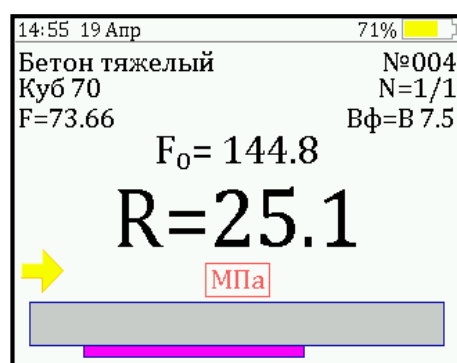 14:55 19 Апр 71%
Бетон тяжелый №004
Куб 70 N=1/1
F=73.66 Вф=В 7.5
F₀= 144.8
R=25.1
МПа